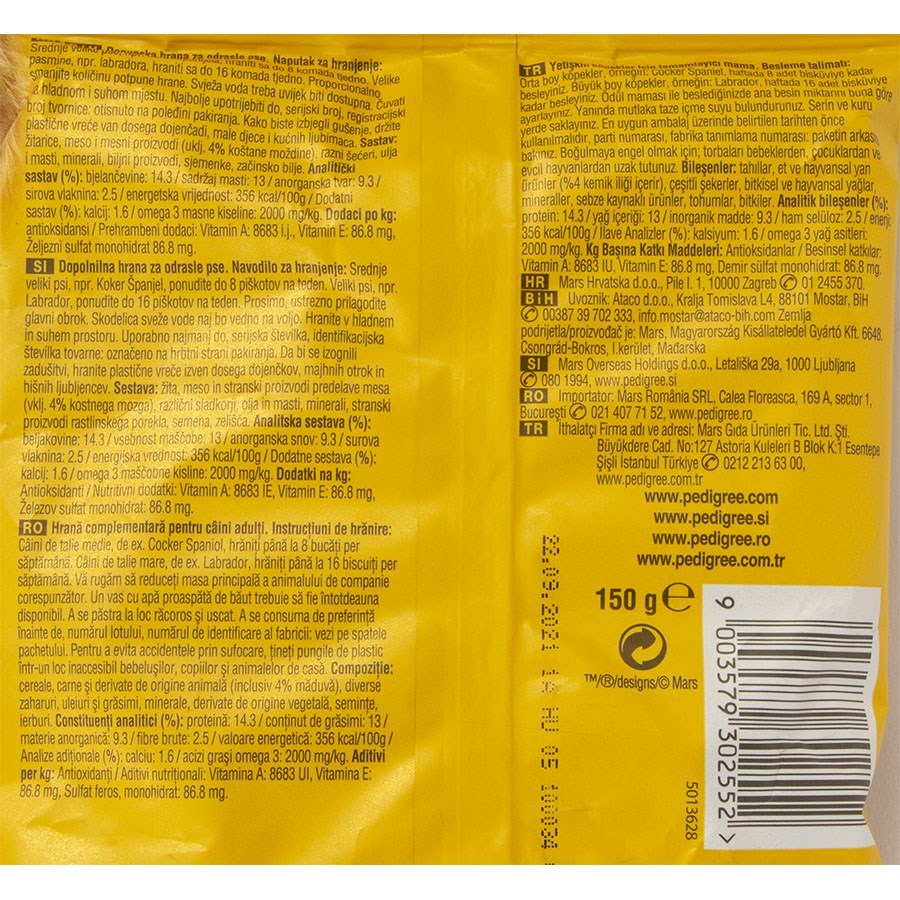 Dopunska hrana za odrasle pse. Naputak za hranjenje:
Srednje velike hraniti sa do 8 komada tjedno.
pasmine, npr. labradora, hraniti sa do 16 komada tjedno. Velike
smanjite količinu potpune hrane. Svježa voda treba uvijek biti dostupna. Proporcionalno
na hladnom i suhom mjestu. Najbolje upotrijebiti do, serijski broj, registracijski Čuvati
broj tvornice: otisnuto na poleđini pakiranja. Kako biste izbjegli gušenje, držite
plastične vreće van dosega dojenčadi, male djece i kućnih ljubimaca. Sastav:
žitarice, meso i mesni proizvodi (uklj. 4% koštane moždine), razni šećeri, ulja
i masti, minerali, biljni proizvodi, sjemenke, začinsko bilje. Analitički
sastav (%): bjelančevine: 14.3 / sadržaj masti: 13 / anorganska tvar: 9.3 /
sirova vlaknina: 2.5 / energetska vrijednost: 356 kcal/100g / Dodatni
sastav (%): kalcij: 1.6 / omega 3 masne kiseline: 2000 mg/kg. Dodaci po kg:
antioksidansi / Prehrambeni dodaci: Vitamin A: 8683 i.j., Vitamin E: 86.8 mg,
Željezni sulfat monohidrat 86.8 mg.
SI Dopolnilna hrana za odrasle pse. Navodilo za hranjenje: Srednje
veliki psi, npr. Koker Španjel, ponudite do 8 piškotov na teden. Veliki psi, npr.
Labrador, ponudite do 16 piškotov na teden. Prosimo, ustrezno prilagodite
glavni obrok. Skodelica sveže vode naj bo vedno na voljo. Hranite v hladnem
in suhem prostoru. Uporabno najmanj do, serijska številka, identifikacijska
številka tovarne: označeno na hrbtni strani pakiranja. Da bi se izognili
zadušitvi, hranite plastične vreče izven dosega dojenčkov, majhnih otrok in
hišnih ljubljencev. Sestava: žita, meso in stranski proizvodi predelave mesa
(vklj. 4% kostnega mozga), različni sladkorji, olja in masti, minerali, stranski
proizvodi rastlinskega porekla, semena, zelišča. Analitska sestava (%):
beljakovine: 14.3 / vsebnost maščobe: 13 / anorganska snov: 9.3 / surova
vlaknina: 2.5 / energijska vrednost: 356 kcal/100g / Dodatne sestava (%):
kalcij: 1.6 / omega 3 maščobne kisline: 2000 mg/kg. Dodatki na kg:
Antioksidanti / Nutritivni dodatki: Vitamin A: 8683 IE, Vitamin E: 86.8 mg,
Železov sulfat monohidrat: 86.8 mg.
RO Hrană complementară pentru câini adulți. Instrucțiuni de hrănire:
Câini de talie medie, de ex. Cocker Spaniol, hrăniți până la 8 bucăți per
săptămână. Câini de talie mare, de ex. Labrador, hrăniți până la 16 biscuiți per
săptămână. Vă rugăm să reduceți masa principală a animalului de companie
corespunzător. Un vas cu apă proaspătă de băut trebuie să fie întotdeauna
disponibil. A se păstra la loc răcoros și uscat. A se consuma de preferință
înainte de, numărul lotului, numărul de identificare al fabricii: vezi pe spatele
pachetului. Pentru a evita accidentele prin sufocare, țineți pungile de plastic
într-un loc inaccesibil bebelușilor, copiilor și animalelor de casă. Compoziție:
cereale, carne și derivate de origine animală (inclusiv 4% măduvă), diverse
zaharuri, uleiuri și grăsimi, minerale, derivate de origine vegetală, semințe,
ierburi. Constituenți analitici (%): proteină: 14.3 / conținut de grăsimi: 13 /
materie anorganică: 9.3 / fibre brute: 2.5 / valoare energetică: 356 kcal/100g /
Analize adiționale (%): calciu: 1.6 / acizi grași omega 3: 2000 mg/kg. Aditivi
per kg: Antioxidanți / Aditivi nutriționali: Vitamina A: 8683 UI, Vitamina E:
86.8 mg, Sulfat feros, monohidrat: 86.8 mg.
TR Yetişkin köpekler için tamamlayıcı mama. Besleme talimatı:
Orta boy köpekler, örneğin: Cocker Spaniel, haftada 8 adet bisküviye kadar
besleyiniz. Büyük boy köpekler, örneğin: Labrador, haftada 16 adet bisküviye
kadar besleyiniz. Ödül maması ile beslediğinizde ana besin miktarını buna göre
ayarlayınız. Yanında mutlaka taze içme suyu bulundurunuz. Serin ve kuru
yerde saklayınız. En uygun ambalaj üzerinde belirtilen tarihten önce
kullanılmalıdır, parti numarası, fabrika tanımlama numarası: paketin arkasına
bakınız. Boğulmaya engel olmak için; torbaları bebeklerden, çocuklardan ve
evcil hayvanlardan uzak tutunuz. Bileşenler: tahıllar, et ve hayvansal yan
ürünler (%4 kemik iliği içerir), çeşitli şekerler, bitkisel ve hayvansal yağlar,
mineraller, sebze kaynaklı ürünler, tohumlar, bitkiler. Analitik bileşenler (%):
protein: 14.3 / yağ içeriği: 13 / inorganik madde: 9.3 / ham selüloz: 2.5 / enerji:
356 kcal/100g / İlave Analizler (%): kalsiyum: 1.6 / omega 3 yağ asitleri:
2000 mg/kg. Kg Başına Katkı Maddeleri: Antioksidanlar / Besinsel katkılar:
Vitamin A: 8683 IU, Vitamin E: 86.8 mg, Demir sülfat monohidrat: 86.8 mg.
HR Mars Hrvatska d.o.o., Pile I. 1, 10000 Zagreb ✆ 01 2455 370.
BiH Uvoznik: Ataco d.o.o., Kralja Tomislava L4, 88101 Mostar, BiH
✆ 00387 39 702 333, info.mostar@ataco-bih.com Zemlja
podrijetla/proizvođač je: Mars, Magyarország Kisállateledel Gyártó Kft. 6648.
Csongrád-Bokros, I.kerület, Mađarska
SI Mars Overseas Holdings d.o.o., Letališka 29a, 1000 Ljubljana
✆ 080 1994, www.pedigree.si
RO Importator: Mars România SRL, Calea Floreasca, 169 A, sector 1,
București ✆ 021 407 71 52, www.pedigree.ro
TR İthalatçı Firma adı ve adresi: Mars Gıda Ürünleri Tic. Ltd. Şti.
Büyükdere Cad. No:127 Astoria Kuleleri B Blok K:1 Esentepe
Şişli İstanbul Türkiye ✆ 0212 213 63 00,
www.pedigree.com.tr
www.pedigree.com
www.pedigree.si
www.pedigree.ro
www.pedigree.com.tr
150 g ℮
™/®/designs/© Mars
9 003579 302552 >
5013628